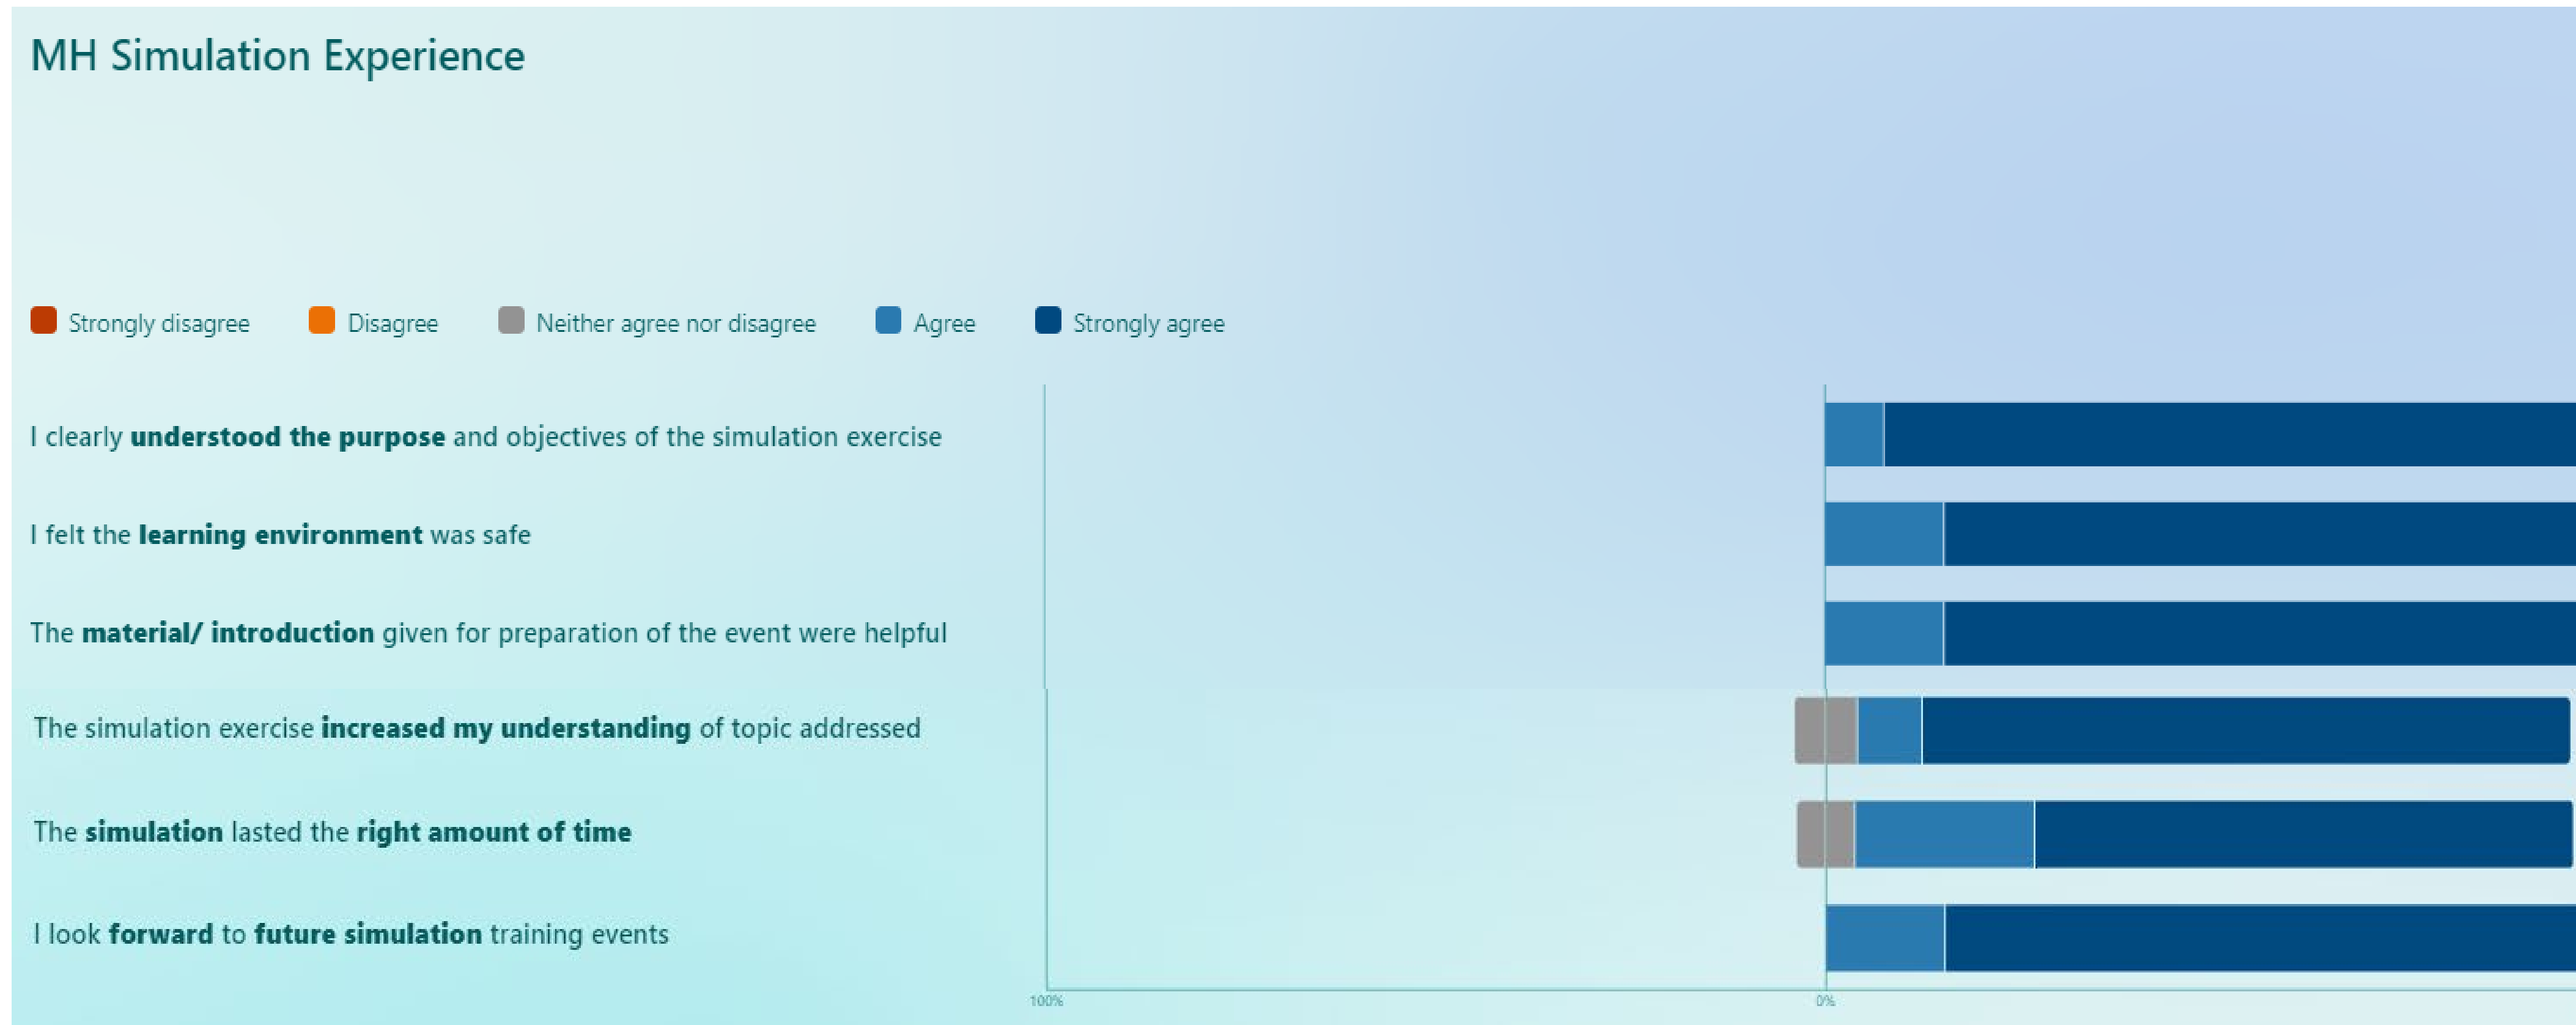 MH Simulation Experience
Strongly disagree Disagree Neither agree nor disagree Agree Strongly agree
I clearly understood the purpose and objectives of the simulation exercise
I felt the learning environment was safe
The material/ introduction given for preparation of the event were helpful
The simulation exercise increased my understanding of topic addressed
The simulation lasted the right amount of time
I look forward to future simulation training events
100% 0%